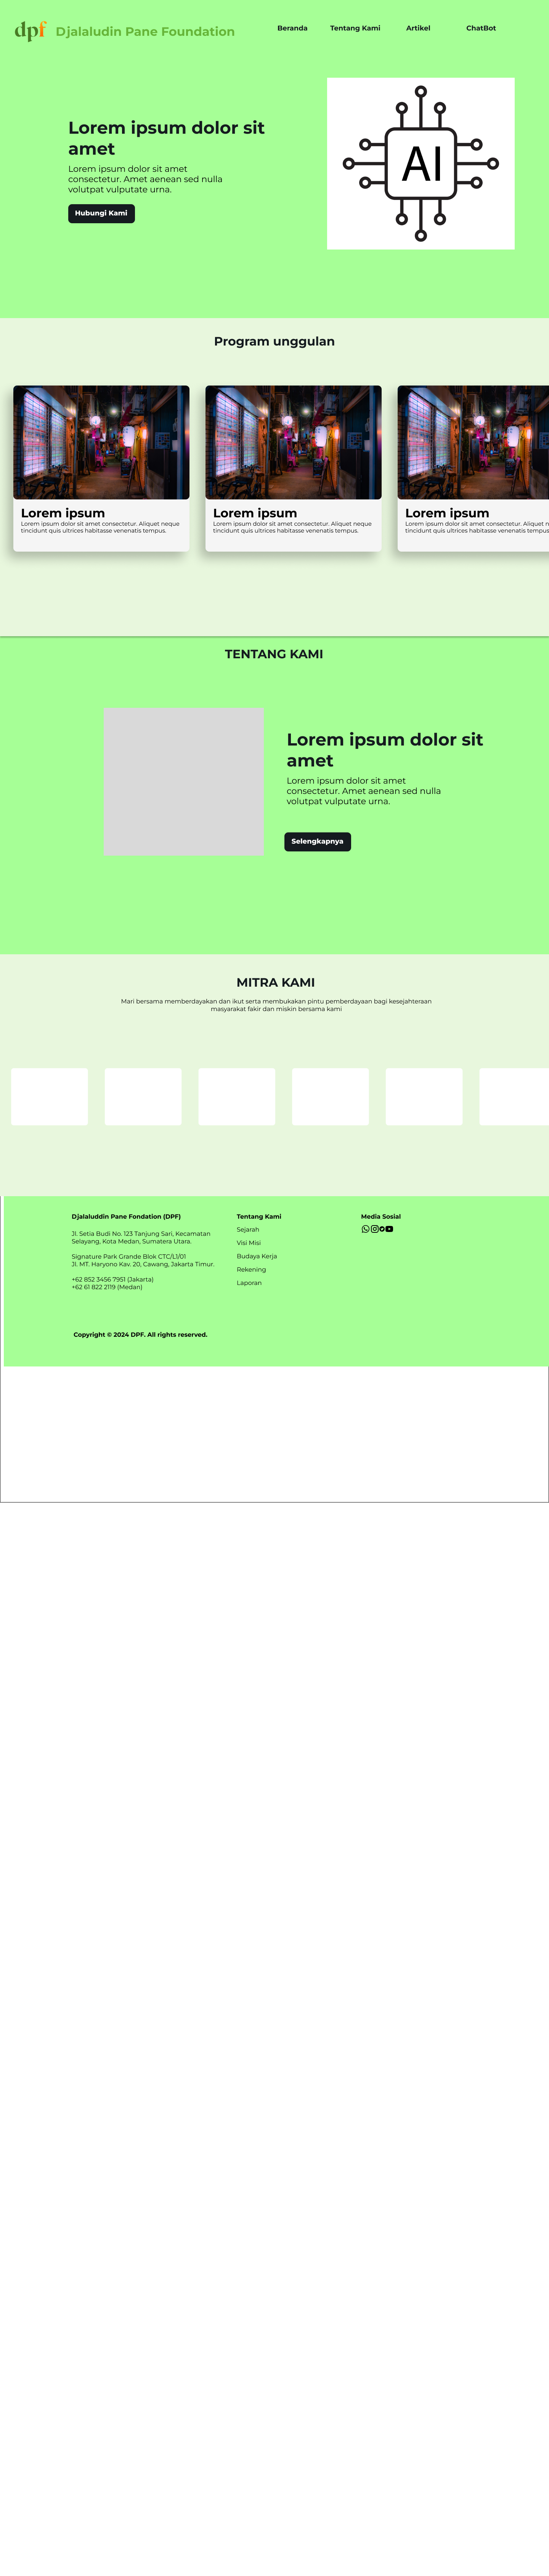 dpf
Djalaludin Pane Foundation
Beranda
Tentang Kami
Artikel
ChatBot
Lorem ipsum dolor sit
amet
Lorem ipsum dolor sit amet
consectetur. Amet aenean sed nulla
volutpat vulputate urna.
Hubungi Kami
AI
Program unggulan
Lorem ipsum
Lorem ipsum dolor sit amet consectetur. Aliquet neque
tincidunt quis ultrices habitasse venenatis tempus.
Lorem ipsum
Lorem ipsum dolor sit amet consectetur. Aliquet neque
tincidunt quis ultrices habitasse venenatis tempus.
Lorem ipsum
Lorem ipsum dolor sit amet consectetur. Aliquet n
tincidunt quis ultrices habitasse venenatis tempus
TENTANG KAMI
Lorem ipsum dolor sit
amet
Lorem ipsum dolor sit amet
consectetur. Amet aenean sed nulla
volutpat vulputate urna.
Selengkapnya
MITRA KAMI
Mari bersama memberdayakan dan ikut serta membukakan pintu pemberdayaan bagi kesejahteraan
masyarakat fakir dan miskin bersama kami
Djalaluddin Pane Fondation (DPF)
Jl. Setia Budi No. 123 Tanjung Sari, Kecamatan
Selayang, Kota Medan, Sumatera Utara.
Signature Park Grande Blok CTC/L1/01
Jl. MT. Haryono Kav. 20, Cawang, Jakarta Timur.
+62 852 3456 7951 (Jakarta)
+62 61 822 2119 (Medan)
Tentang Kami
Sejarah
Visi Misi
Budaya Kerja
Rekening
Laporan
Media Sosial
Copyright © 2024 DPF. All rights reserved.